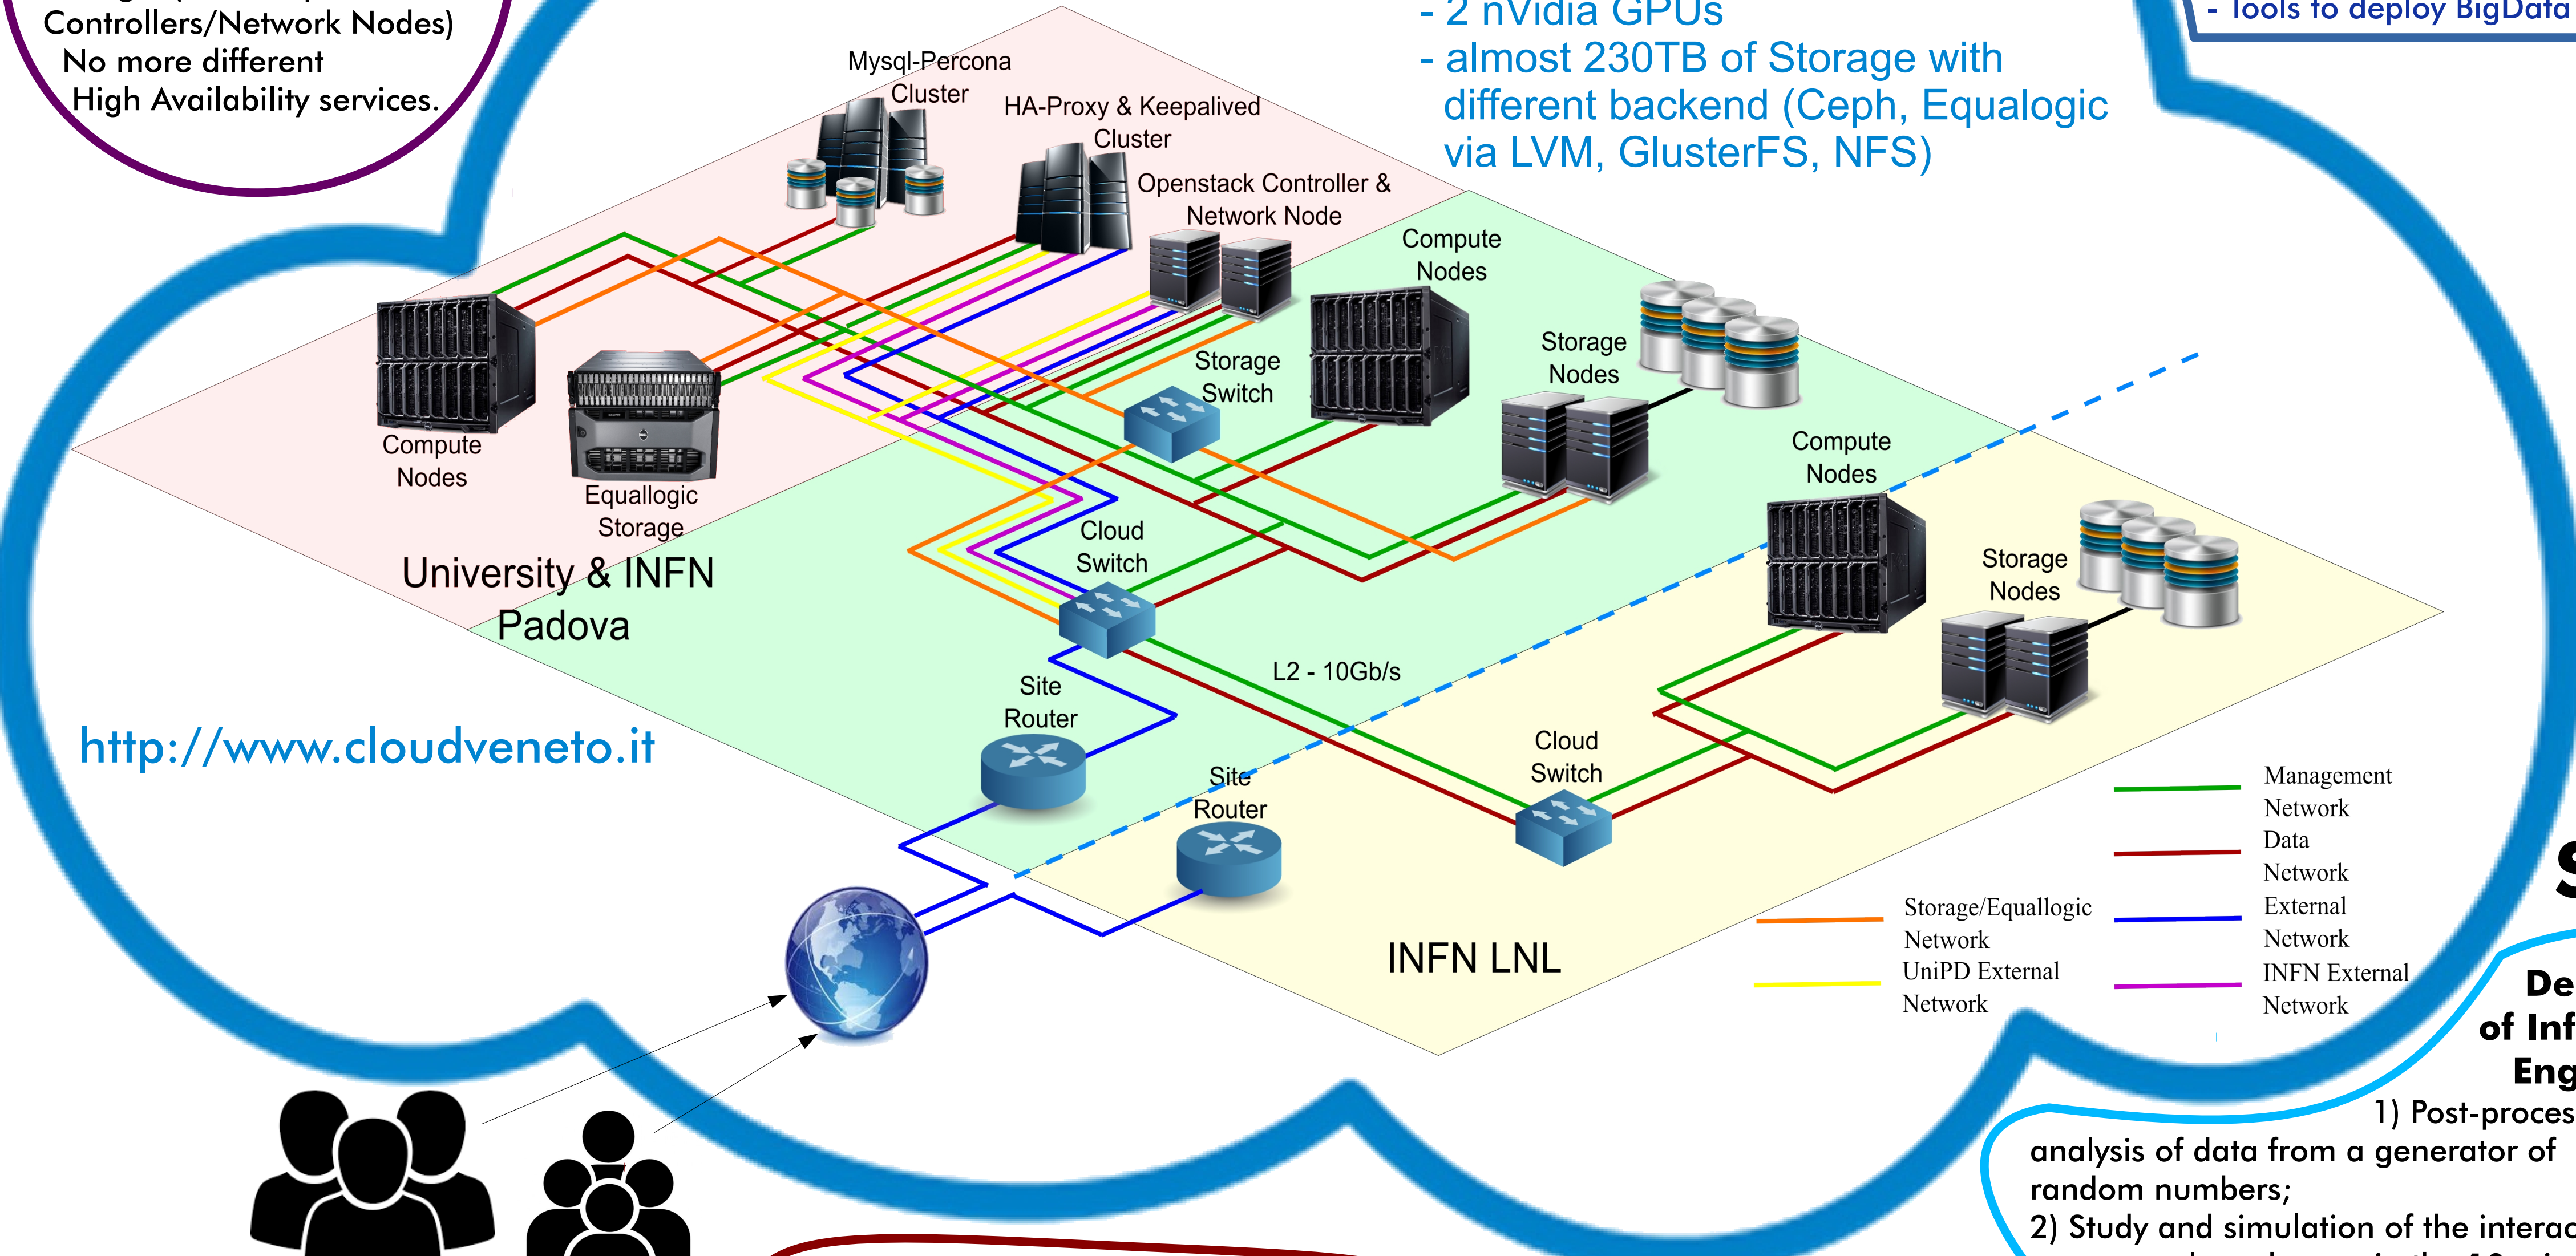 Controllers/Network Nodes)
No more different
High Availability services.
- 2 nVidia GPUs
- almost 230TB of Storage with
different backend (Ceph, Equalogic
via LVM, GlusterFS, NFS)
- Tools to deploy BigData
Mysql-Percona
Cluster
HA-Proxy & Keepalived
Cluster
Openstack Controller &
Network Node
Compute
Nodes
Storage
Switch
Storage
Nodes
Compute
Nodes
Equallogic
Storage
University & INFN
Padova
Cloud
Switch
Compute
Nodes
Storage
Nodes
L2 - 10Gb/s
Site
Router
http://www.cloudveneto.it
Site
Router
Cloud
Switch
INFN LNL
Management
Network
Data
Network
Storage/Equallogic
Network
External
Network
UniPD External
Network
INFN External
Network
S
De
of Inf
Eng
1) Post-proces
analysis of data from a generator of
random numbers;
2) Study and simulation of the interac